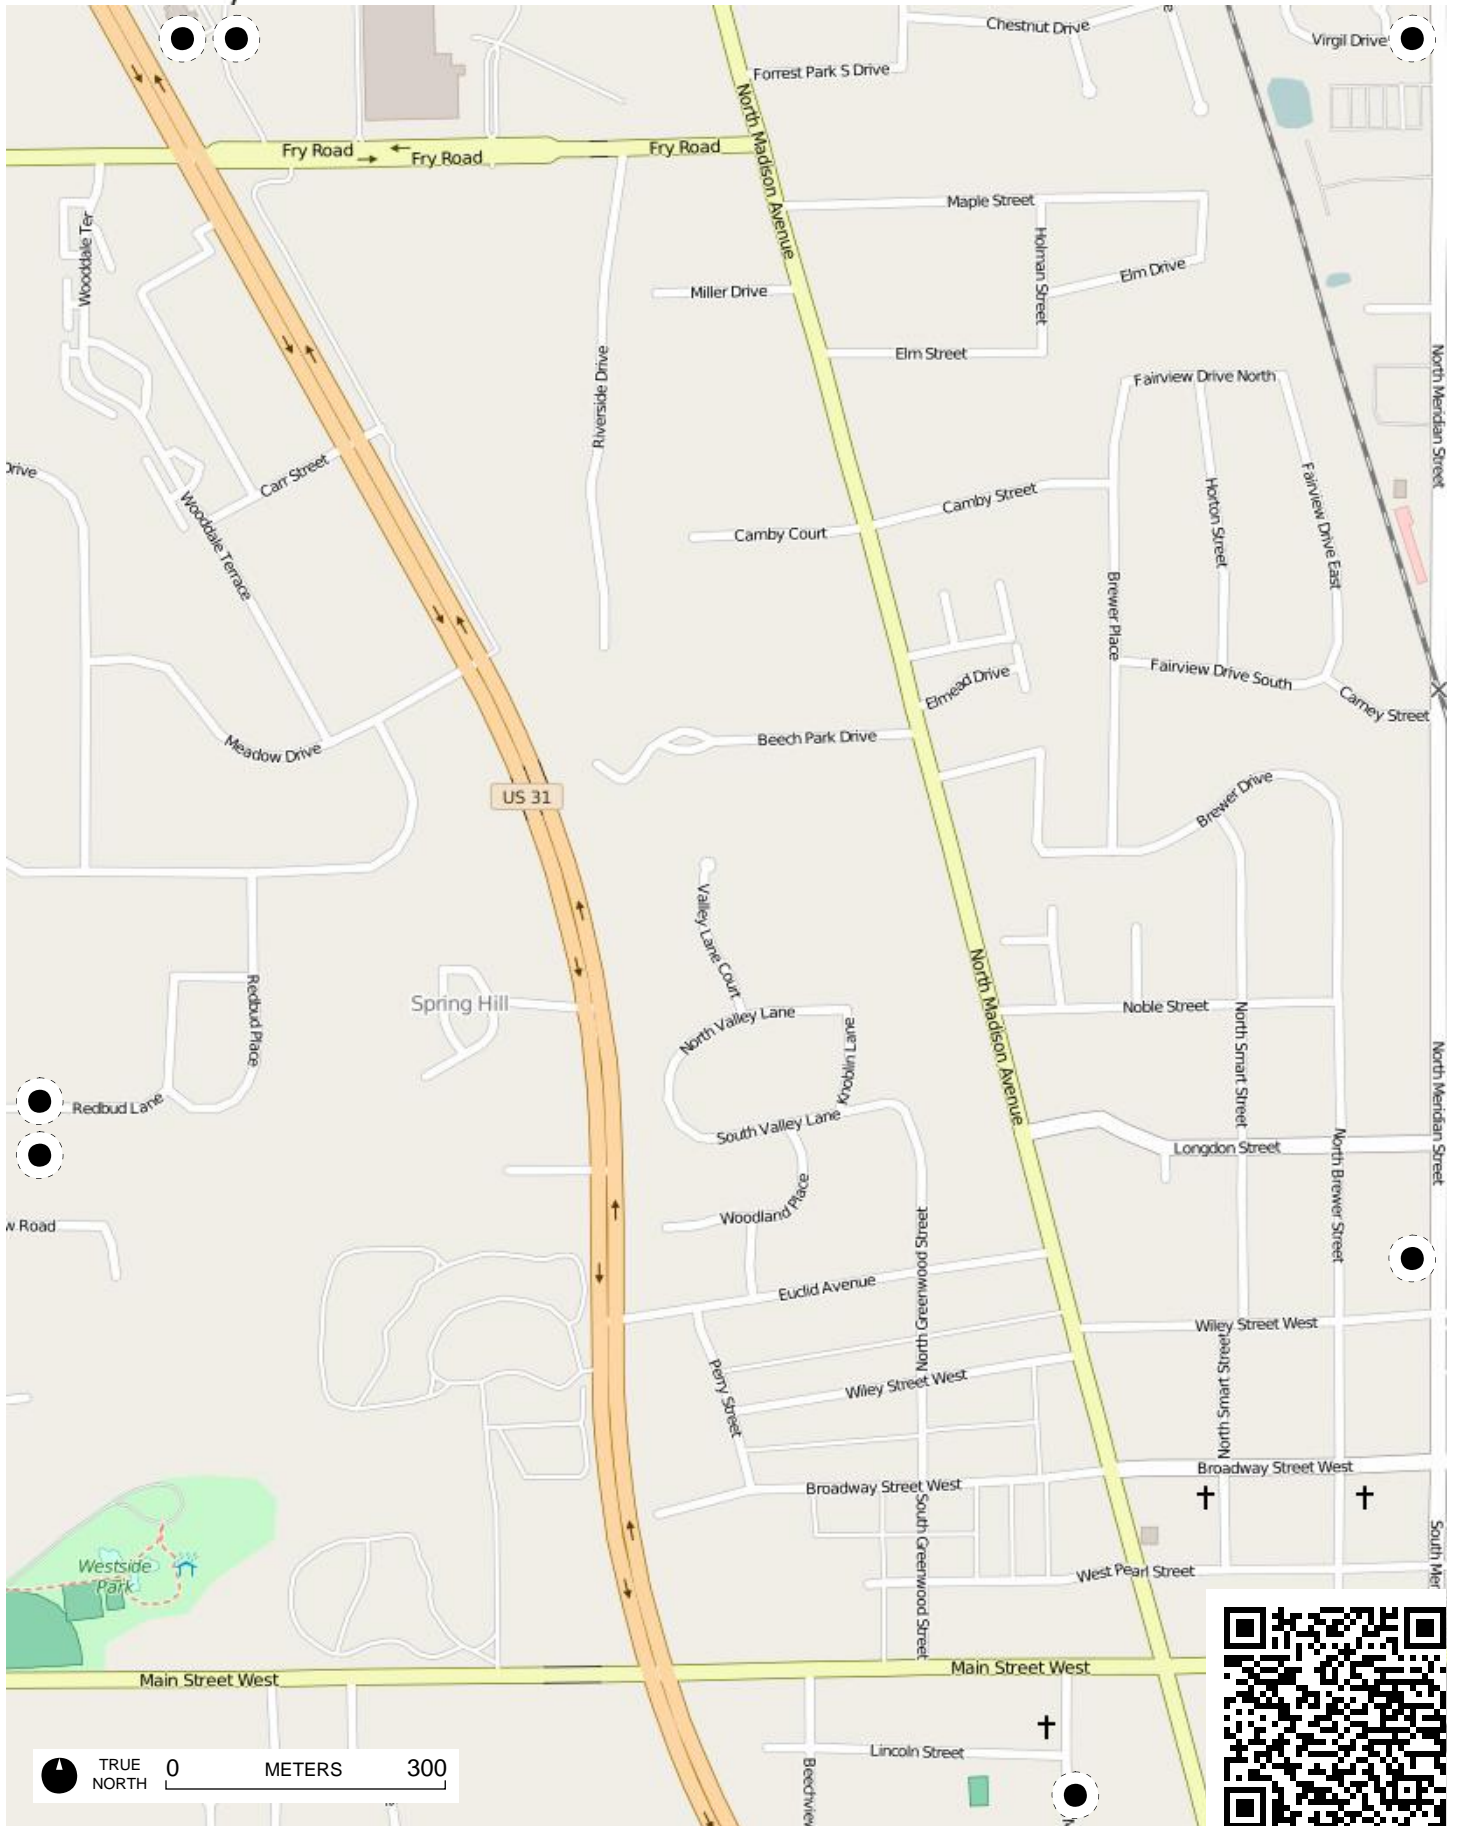 Chestnut Drive
Virgil Drive
Forrest Park S Drive
North Madison Avenue
Fry Road
Fry Road
Fry Road
Maple Street
Wooddale Ter
Holman Street
Elm Drive
Miller Drive
Elm Street
Riverside Drive
North Meridian Street
Fairview Drive North
Drive
Carr Street
Camby Street
Horton Street
Fairview Drive East
Wooddale Terrace
Camby Court
Brewer Place
Fairview Drive South
Elmead Drive
Carney Street
Meadow Drive
Beech Park Drive
US 31
Brewer Drive
Valley Lane Court
North Madison Avenue
Redbud Place
Spring Hill
Noble Street
North Valley Lane
Knoblin Lane
North Smart Street
North Meridian Street
Redbud Lane
South Valley Lane
Longdon Street
North Brewer Street
w Road
Woodland Place
North Greenwood Street
Euclid Avenue
Wiley Street West
Perry Street
Wiley Street West
North Smart Street
Broadway Street West
Broadway Street West
South Greenwood Street
South Mer
Westside
Park
West Pearl Street
Main Street West
Main Street West
Lincoln Street
Beechview
TRUE
NORTH
0 METERS 300